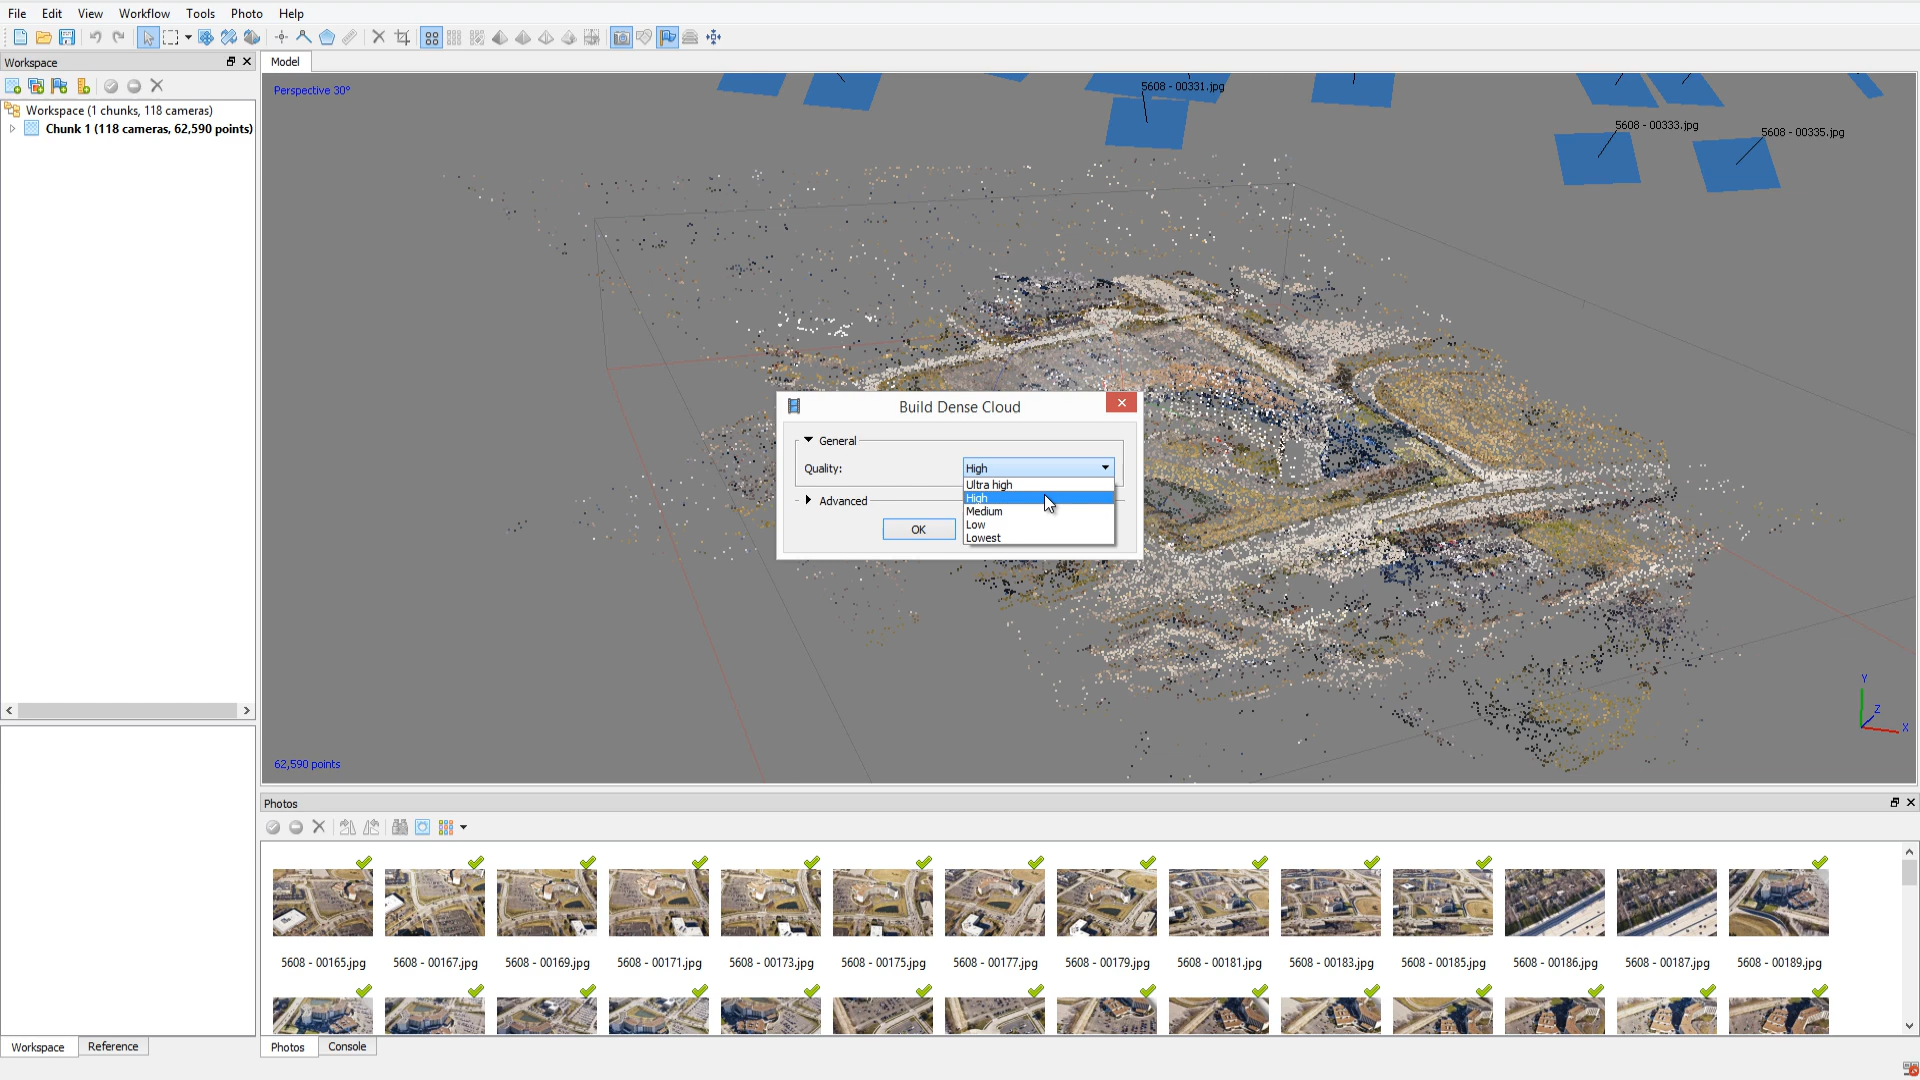 File Edit View Workflow Tools Photo Help
Workspace
Model
Workspace (1 chunks, 118 cameras)
Chunk 1 (118 cameras, 62,590 points)
Perspective 30°
5608 - 00331.jpg
5608 - 00333.jpg
5608 - 00335.jpg
Build Dense Cloud
General
Quality:
High
Ultra high
High
Medium
Low
Lowest
Advanced
OK
Y
Z
X
62,590 points
Photos
5608 - 00165.jpg
5608 - 00167.jpg
5608 - 00169.jpg
5608 - 00171.jpg
5608 - 00173.jpg
5608 - 00175.jpg
5608 - 00177.jpg
5608 - 00179.jpg
5608 - 00181.jpg
5608 - 00183.jpg
5608 - 00185.jpg
5608 - 00186.jpg
5608 - 00187.jpg
5608 - 00189.jpg
Workspace Reference
Photos Console